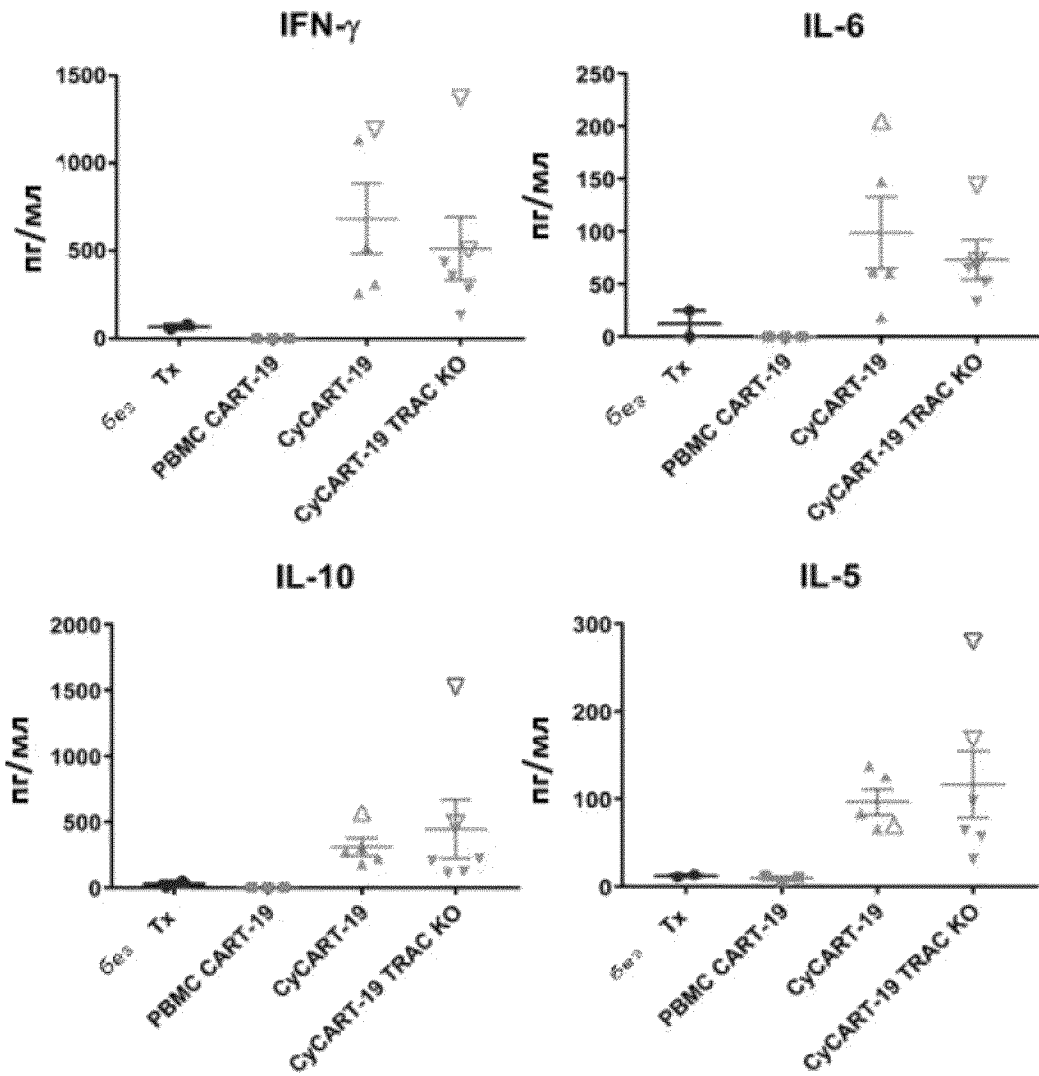 IFN-γ
пг/мл
1500
1000
500
0
без Tx
PBMC CART-19
CyCART-19
CyCART-19 TRAC KO
IL-6
пг/мл
250
200
150
100
50
0
без Tx
PBMC CART-19
CyCART-19
CyCART-19 TRAC KO
IL-10
пг/мл
2000
1500
1000
500
0
без Tx
PBMC CART-19
CyCART-19
CyCART-19 TRAC KO
IL-5
пг/мл
300
200
100
0
без Tx
PBMC CART-19
CyCART-19
CyCART-19 TRAC KO